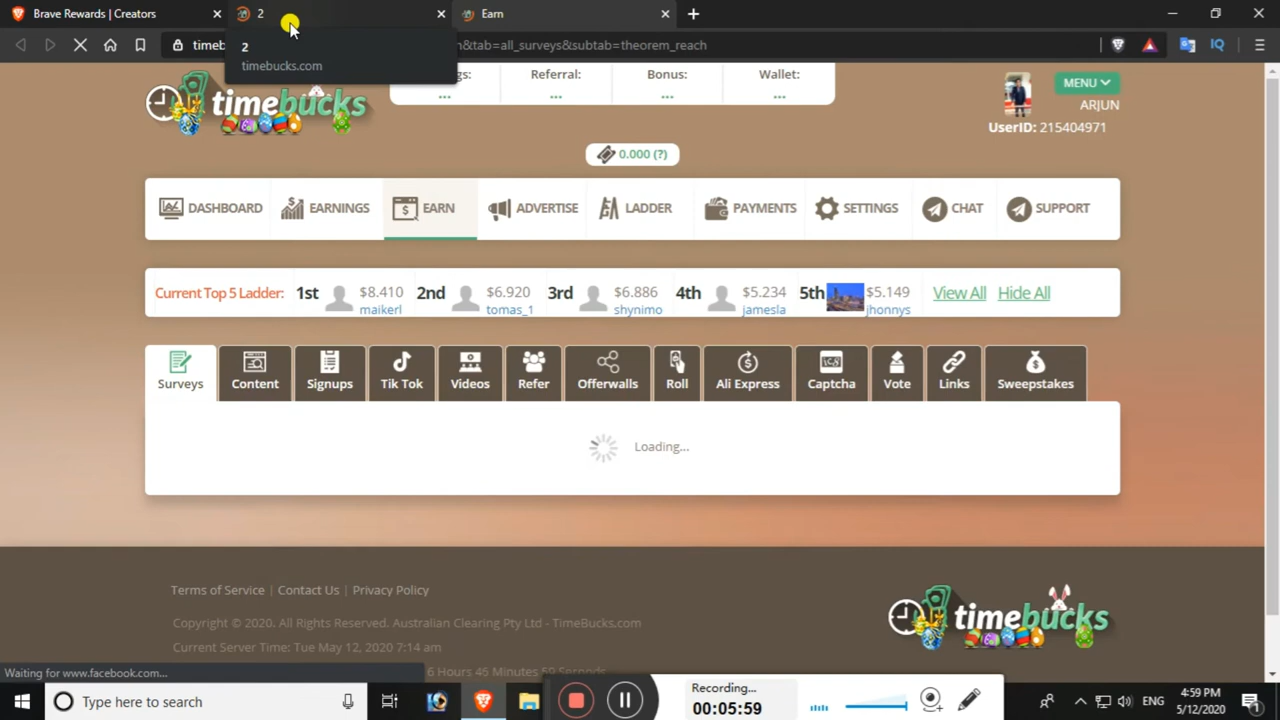 Brave Rewards | Creators
2
Earn
timeb
n&tab=all_surveys&subtab=theorem_reach
2
timebucks.com
timebucks
gs:
Referral:
Bonus:
Wallet:
...
...
...
...
MENU
ARJUN
UserID: 215404971
0.000 (?)
DASHBOARD
EARNINGS
EARN
ADVERTISE
LADDER
PAYMENTS
SETTINGS
CHAT
SUPPORT
Current Top 5 Ladder:
1st
$8.410
maikerl
2nd
$6.920
tomas_1
3rd
$6.886
shynimo
4th
$5.234
jamesla
5th
$5.149
jhonnys
View All
Hide All
Surveys
Content
Signups
Tik Tok
Videos
Refer
Offerwalls
Roll
Ali Express
Captcha
Vote
Links
Sweepstakes
Loading...
Terms of Service | Contact Us | Privacy Policy
Copyright © 2020. All Rights Reserved. Australian Clearing Pty Ltd - TimeBucks.com
Current Server Time: Tue May 12, 2020 7:14 am
6 Hours 45 Minutes 59 Seconds
timebucks
Waiting for www.facebook.com...
Type here to search
Recording...
00:05:59
ENG
4:59 PM
5/12/2020